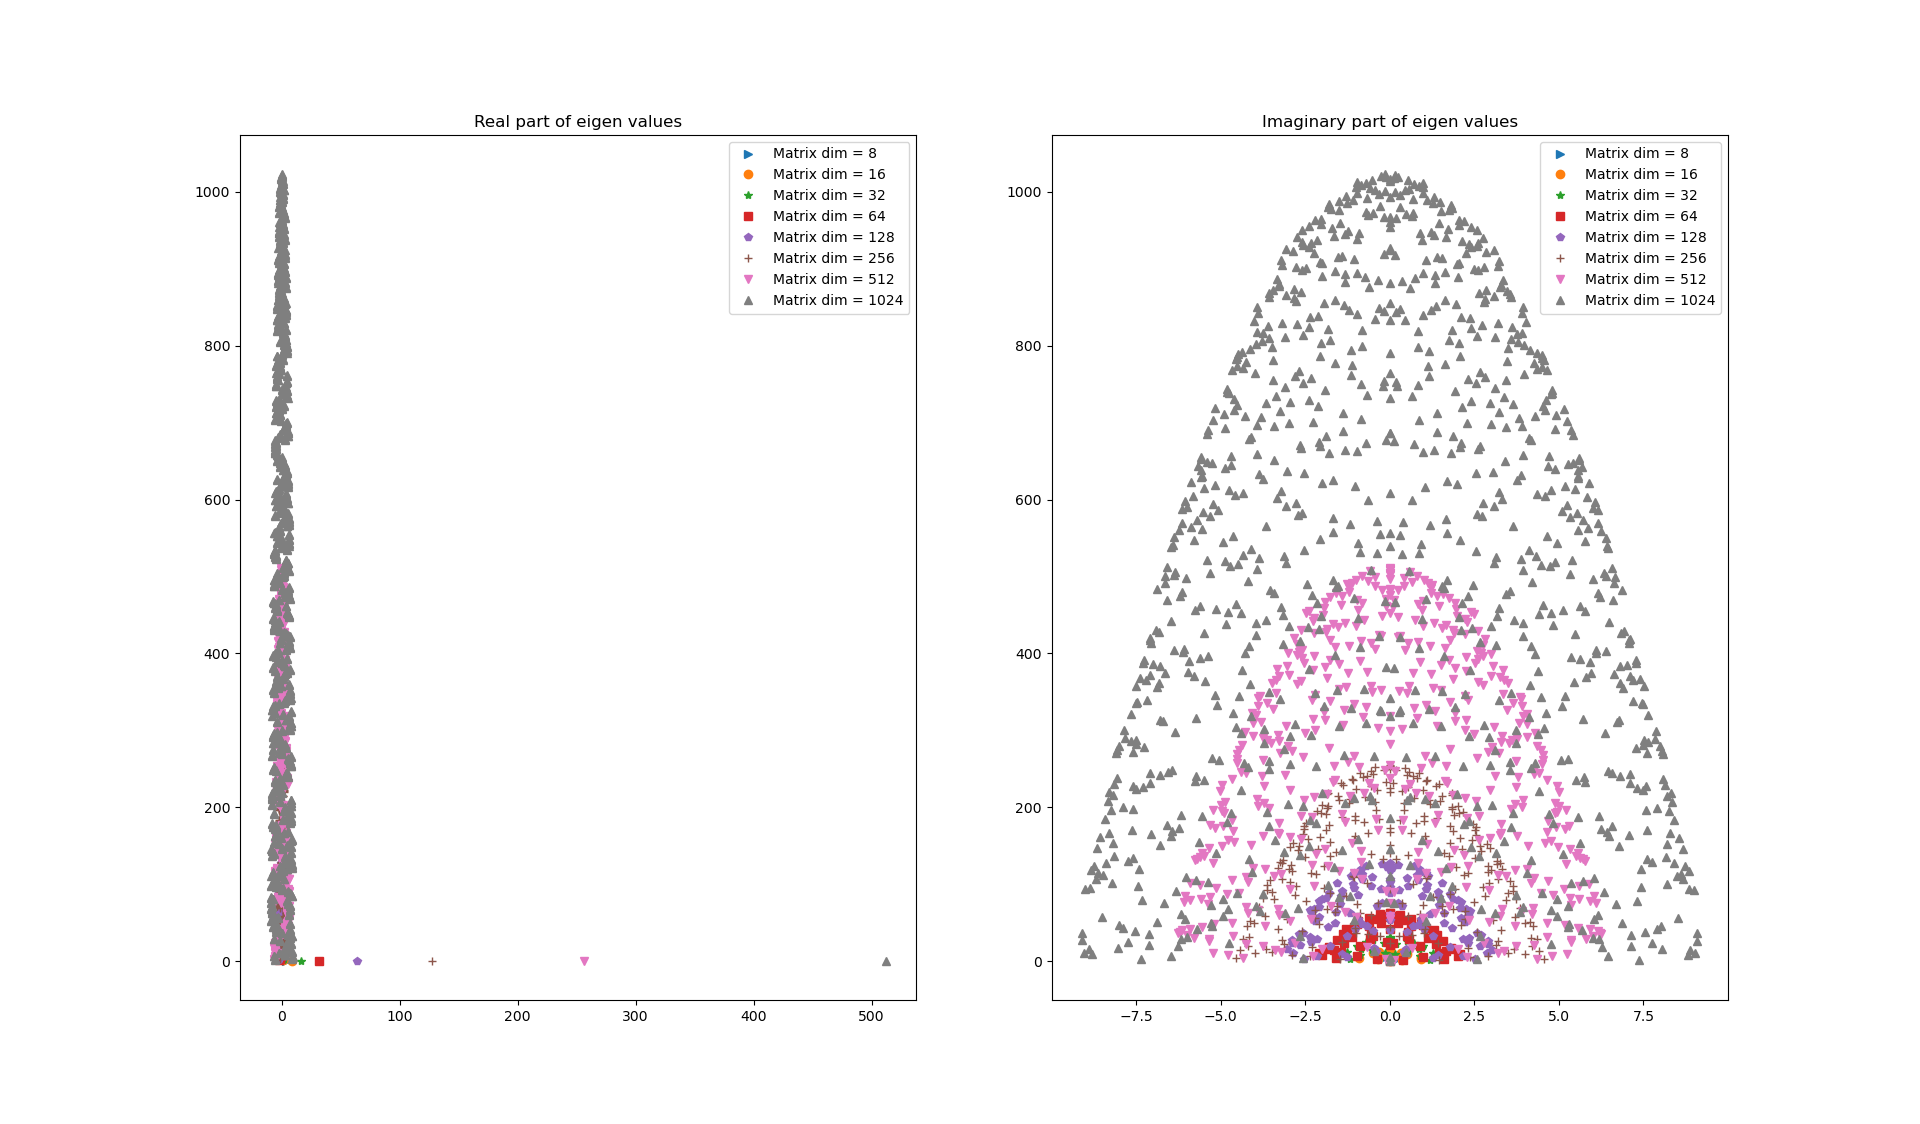 Real part of eigen values
Matrix dim = 8
Matrix dim = 16
Matrix dim = 32
Matrix dim = 64
Matrix dim = 128
Matrix dim = 256
Matrix dim = 512
Matrix dim = 1024
1000
800
600
400
200
0
0 100 200 300 400 500
Imaginary part of eigen values
Matrix dim = 8
Matrix dim = 16
Matrix dim = 32
Matrix dim = 64
Matrix dim = 128
Matrix dim = 256
Matrix dim = 512
Matrix dim = 1024
1000
800
600
400
200
0
−7.5 −5.0 −2.5 0.0 2.5 5.0 7.5